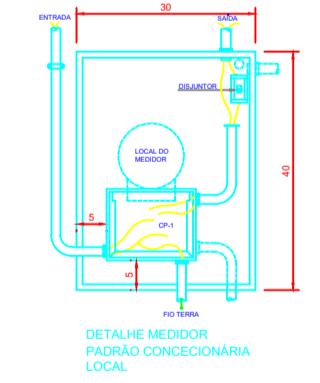 30
ENTRADA
SAÍDA
DISJUNTOR
LOCAL DO
MEDIDOR
40
5
CP-1
5
FIO TERRA
DETALHE MEDIDOR
PADRÃO CONCECIONÁRIA
LOCAL